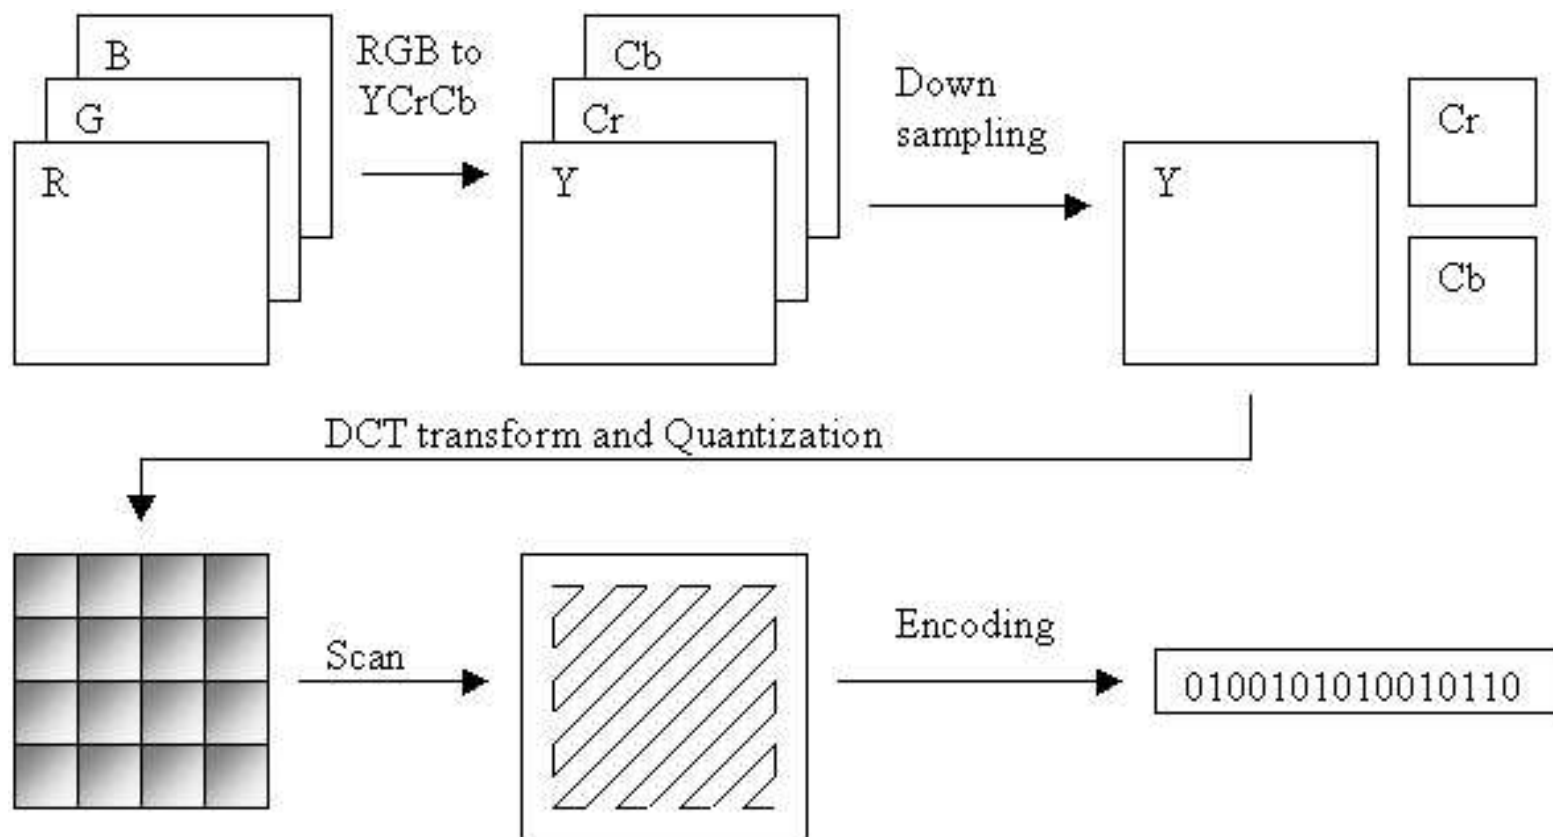 B
G
R
RGB to
YCrCb
Cb
Cr
Y
Down
sampling
Y
Cr
Cb
DCT transform and Quantization
Scan
Encoding
0100101010010110